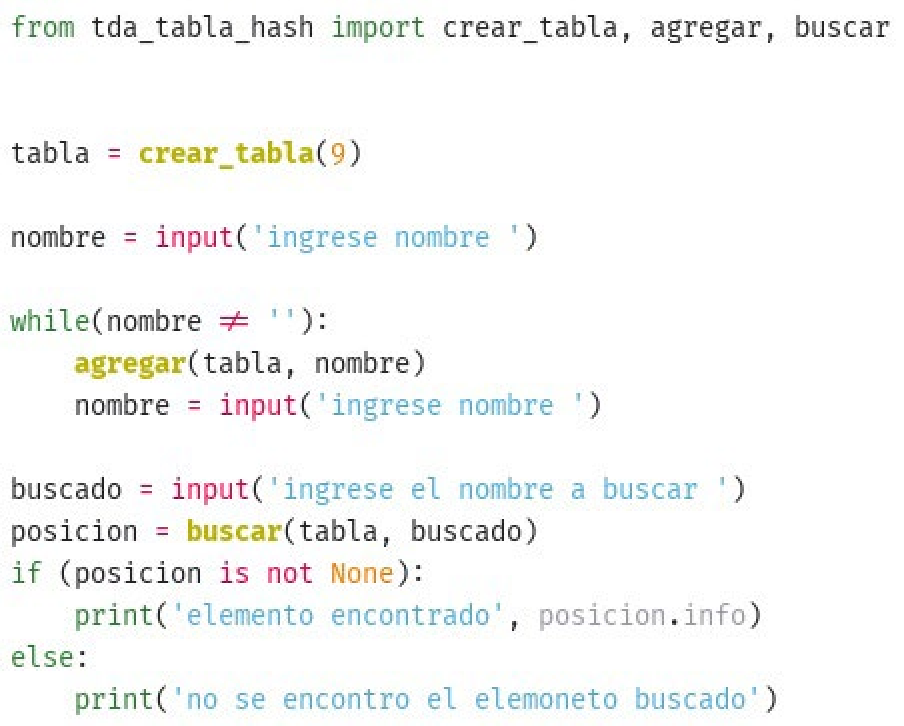 from tda_tabla_hash import crear_tabla, agregar, buscar
tabla = crear_tabla(9)
nombre = input('ingrese nombre ')
while(nombre ≠ ''):
    agregar(tabla, nombre)
    nombre = input('ingrese nombre ')
buscado = input('ingrese el nombre a buscar ')
posicion = buscar(tabla, buscado)
if (posicion is not None):
    print('elemento encontrado', posicion.info)
else:
    print('no se encontro el elemoneto buscado')